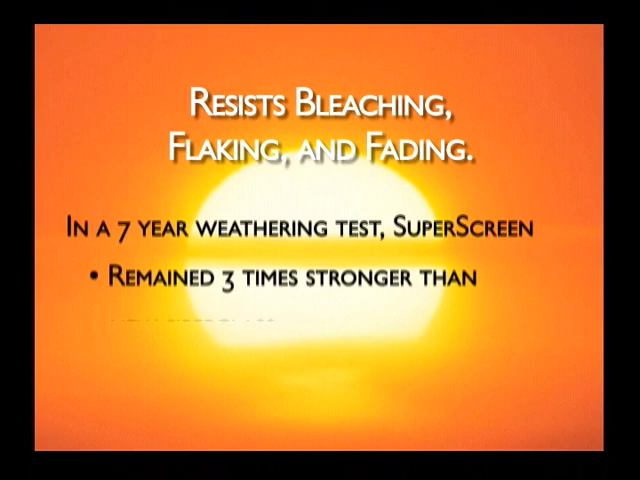 Resists Bleaching,
Flaking, and Fading.
In a 7 year weathering test, SuperScreen
• Remained 3 times stronger than